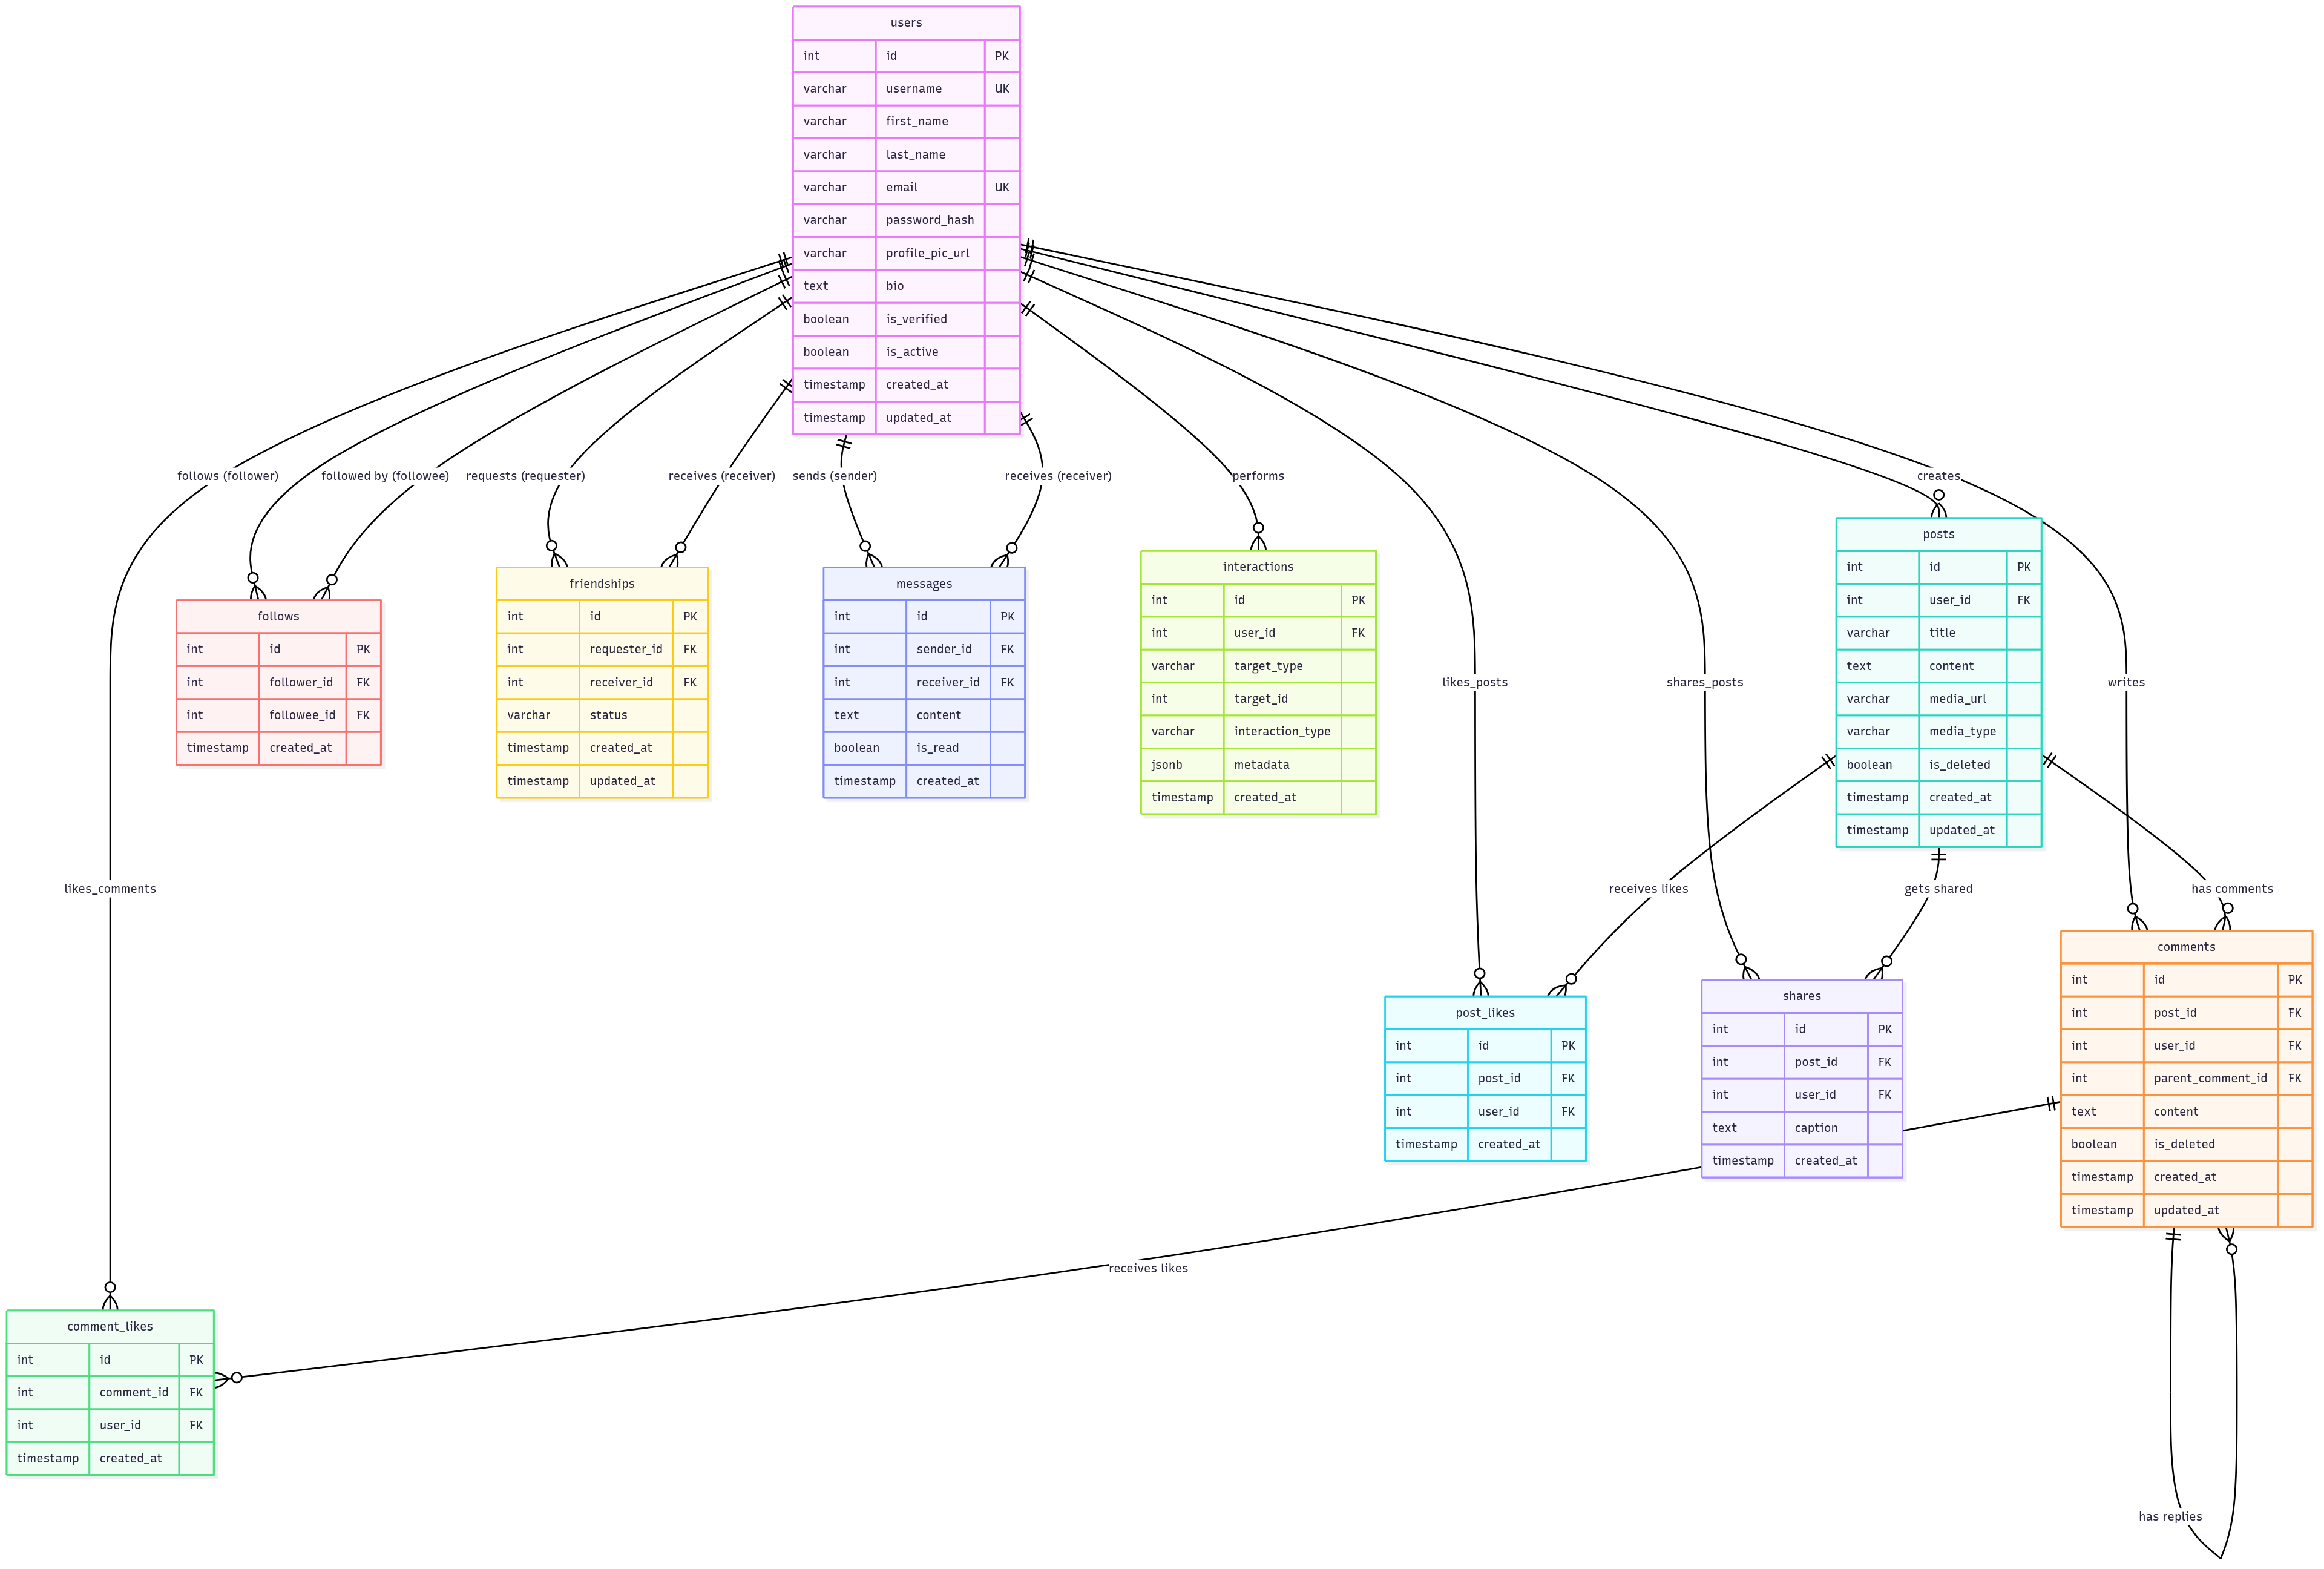 users
int id PK
varchar username UK
varchar first_name
varchar last_name
varchar email UK
varchar password_hash
varchar profile_pic_url
text bio
boolean is_verified
boolean is_active
timestamp created_at
timestamp updated_at
follows (follower)
followed by (followee)
requests (requester)
receives (receiver)
sends (sender)
receives (receiver)
performs
creates
follows
int id PK
int follower_id FK
int followee_id FK
timestamp created_at
friendships
int id PK
int requester_id FK
int receiver_id FK
varchar status
timestamp created_at
timestamp updated_at
messages
int id PK
int sender_id FK
int receiver_id FK
text content
boolean is_read
timestamp created_at
interactions
int id PK
int user_id FK
varchar target_type
int target_id
varchar interaction_type
jsonb metadata
timestamp created_at
posts
int id PK
int user_id FK
varchar title
text content
varchar media_url
varchar media_type
boolean is_deleted
timestamp created_at
timestamp updated_at
likes_posts
shares_posts
writes
likes_comments
receives likes
gets shared
has comments
post_likes
int id PK
int post_id FK
int user_id FK
timestamp created_at
shares
int id PK
int post_id FK
int user_id FK
text caption
timestamp created_at
comments
int id PK
int post_id FK
int user_id FK
int parent_comment_id FK
text content
boolean is_deleted
timestamp created_at
timestamp updated_at
receives likes
comment_likes
int id PK
int comment_id FK
int user_id FK
timestamp created_at
has replies